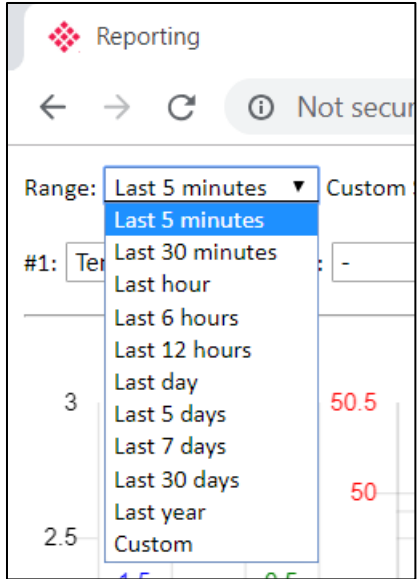 Reporting
Not secur
Range: Last 5 minutes ▼ Custom
Last 5 minutes
#1: Te Last 30 minutes : -
Last hour
Last 6 hours
Last 12 hours
Last day
3 Last 5 days 50.5
Last 7 days
Last 30 days 50
Last year
2.5 Custom